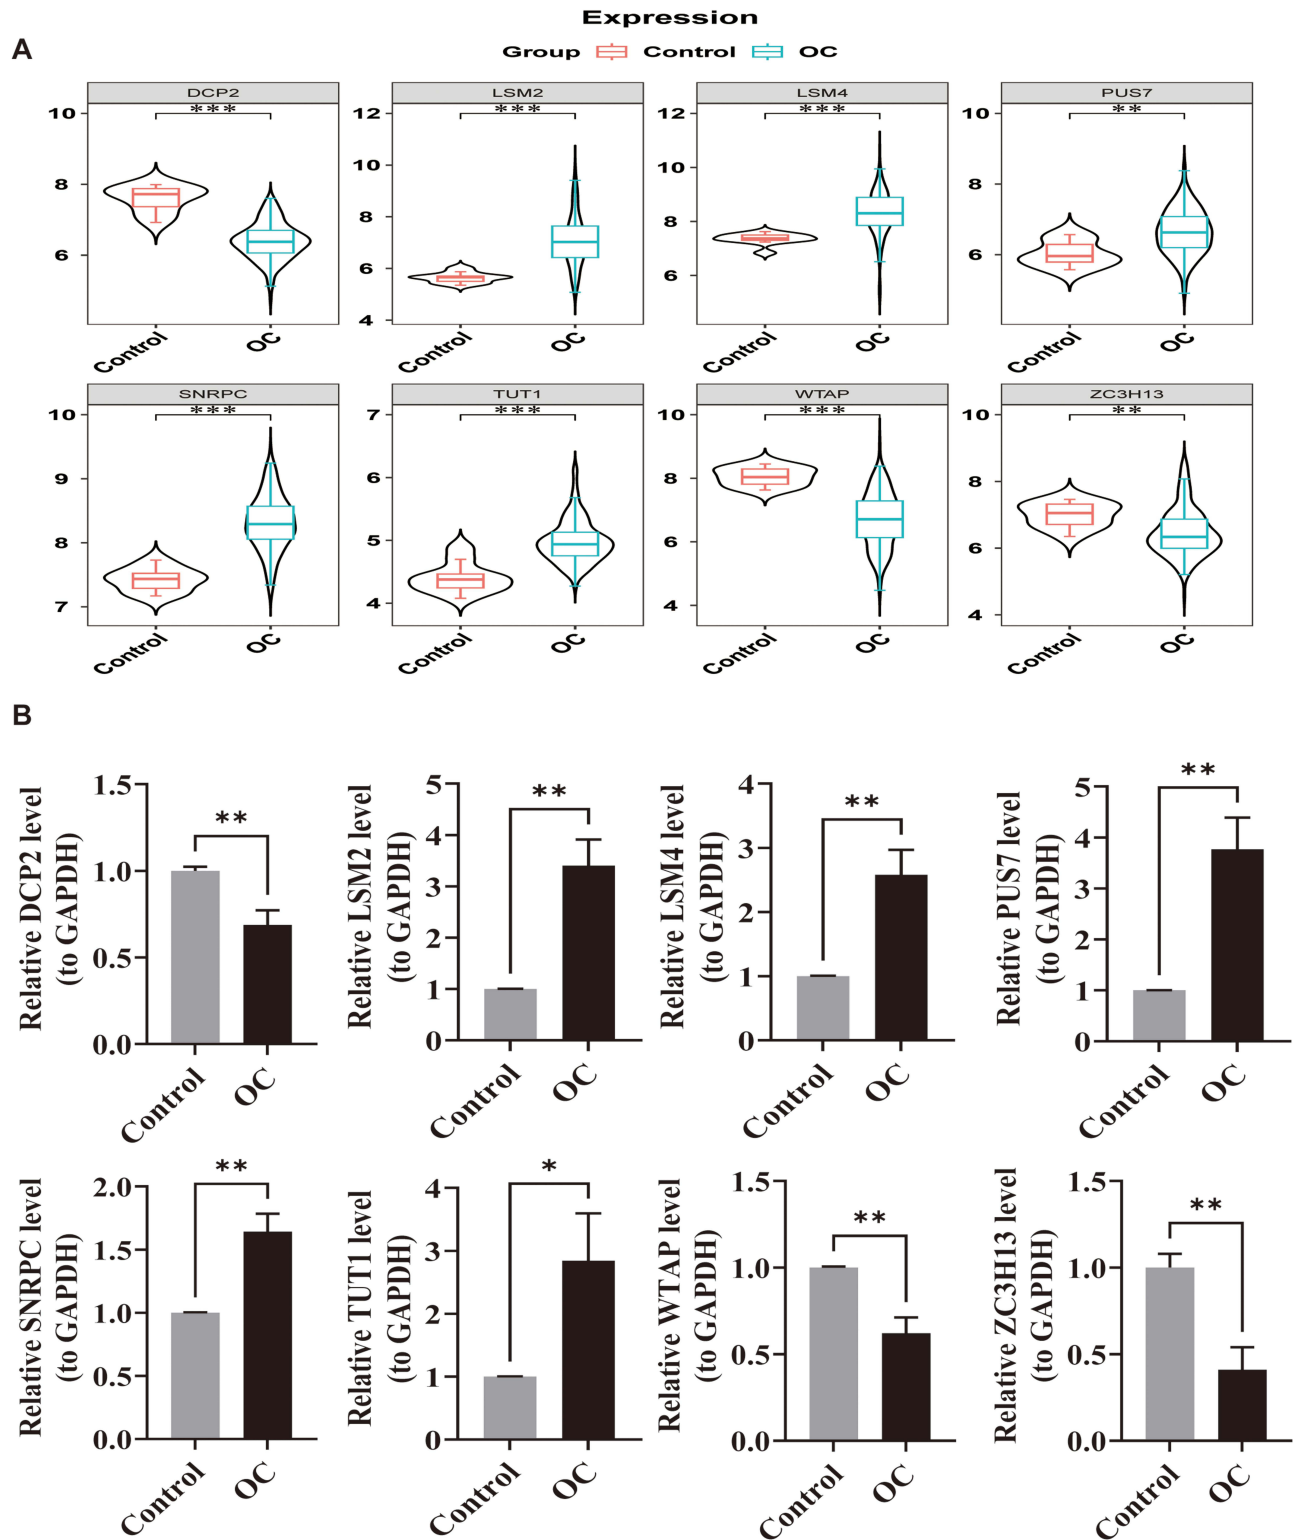 Expression
A
Group Control OC
DCP2 LSM2 LSM4 PUS7
10 *** 12 *** 12 *** 10 **
10 10
8 8 8 8
6 6 6 6
4
Control OC Control OC Control OC Control OC
SNRPC TUT1 WTAP ZC3H13
10 *** 7 *** 10 *** 10 **
9 6 8 8
8 5 6 6
7 4 4 4
Control OC Control OC Control OC Control OC
B
Relative DCP2 level
(to GAPDH)
1.5
1.0
0.5
0.0
**
Control OC
Relative LSM2 level
(to GAPDH)
5
4
3
2
1
0
**
Control OC
Relative LSM4 level
(to GAPDH)
4
3
2
1
0
**
Control OC
Relative PUS7 level
(to GAPDH)
5
4
3
2
1
0
**
Control OC
Relative SNRPC level
(to GAPDH)
2.0
1.5
1.0
0.5
0.0
**
Control OC
Relative TUT1 level
(to GAPDH)
4
3
2
1
0
*
Control OC
Relative WTAP level
(to GAPDH)
1.5
1.0
0.5
0.0
**
Control OC
Relative ZC3H13 level
(to GAPDH)
1.5
1.0
0.5
0.0
**
Control OC